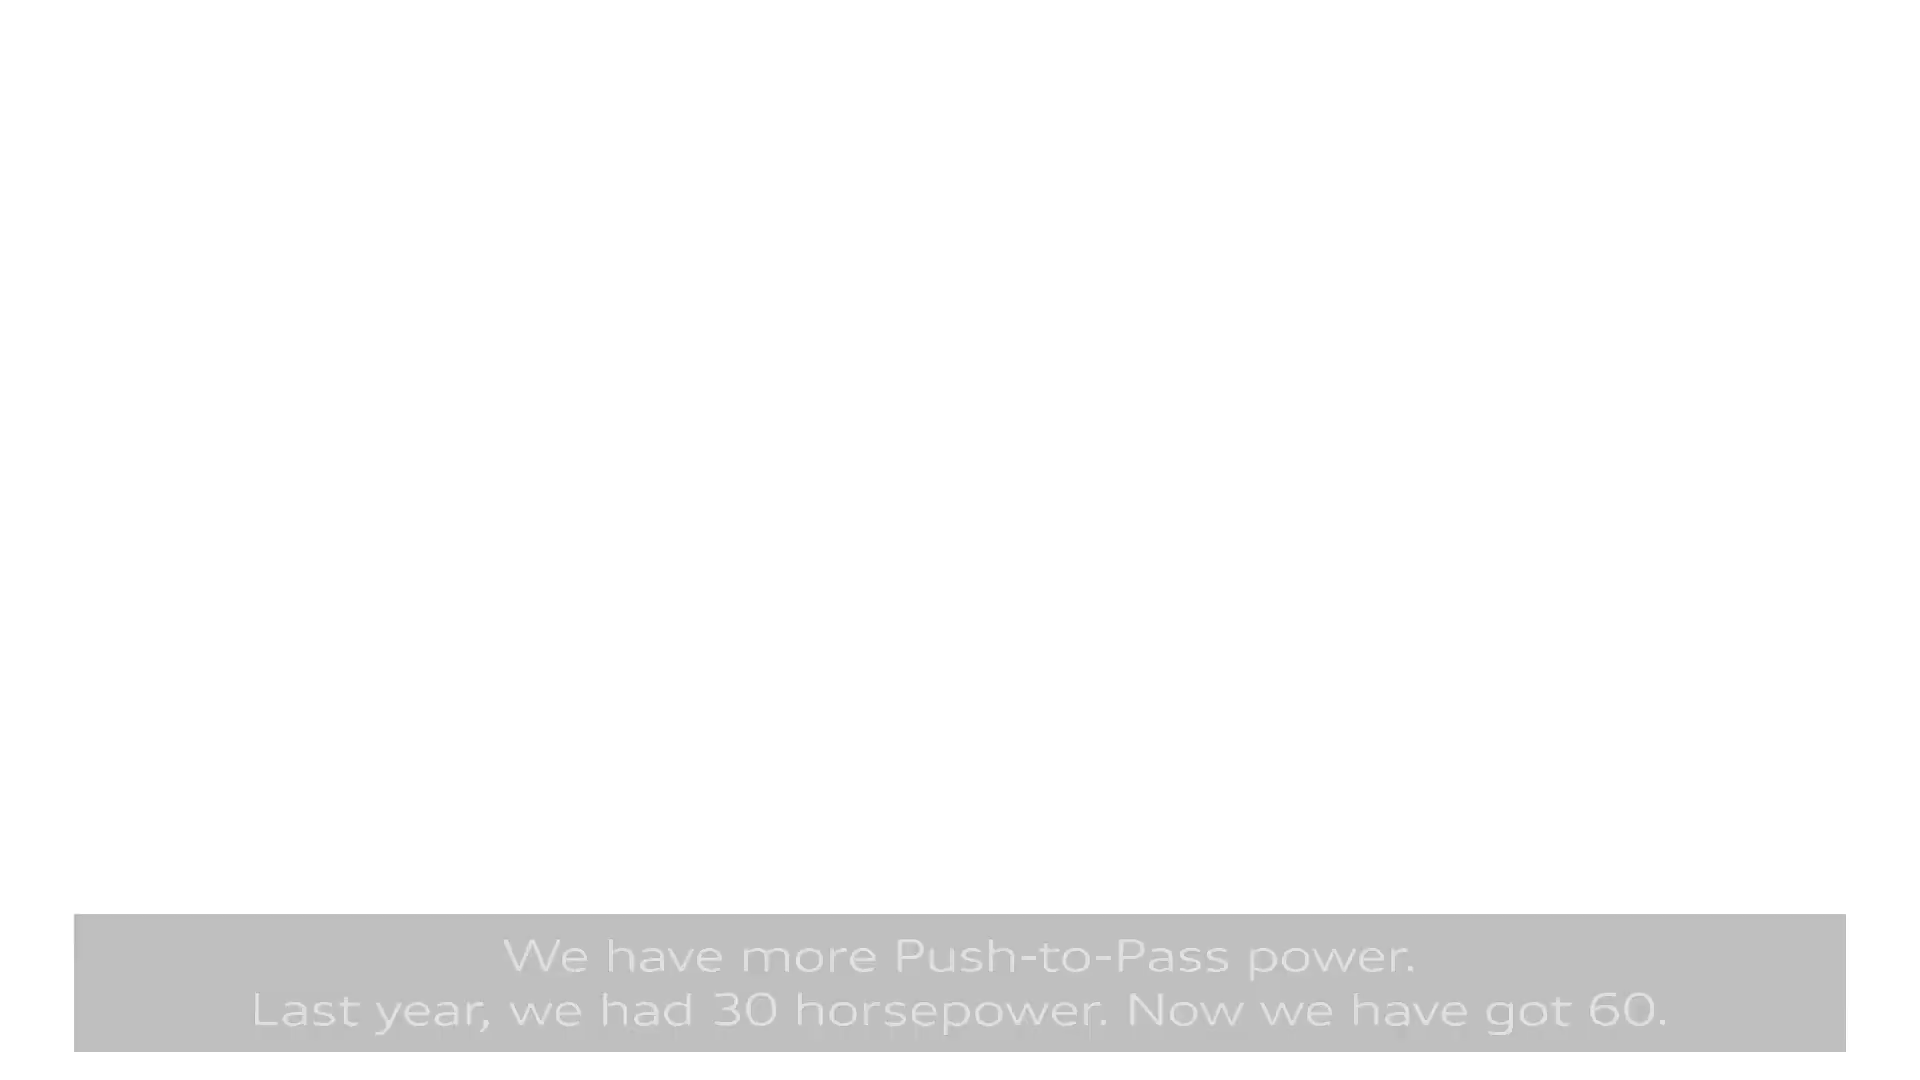 We have more Push-to-Pass power.
Last year, we had 30 horsepower. Now we have got 60.